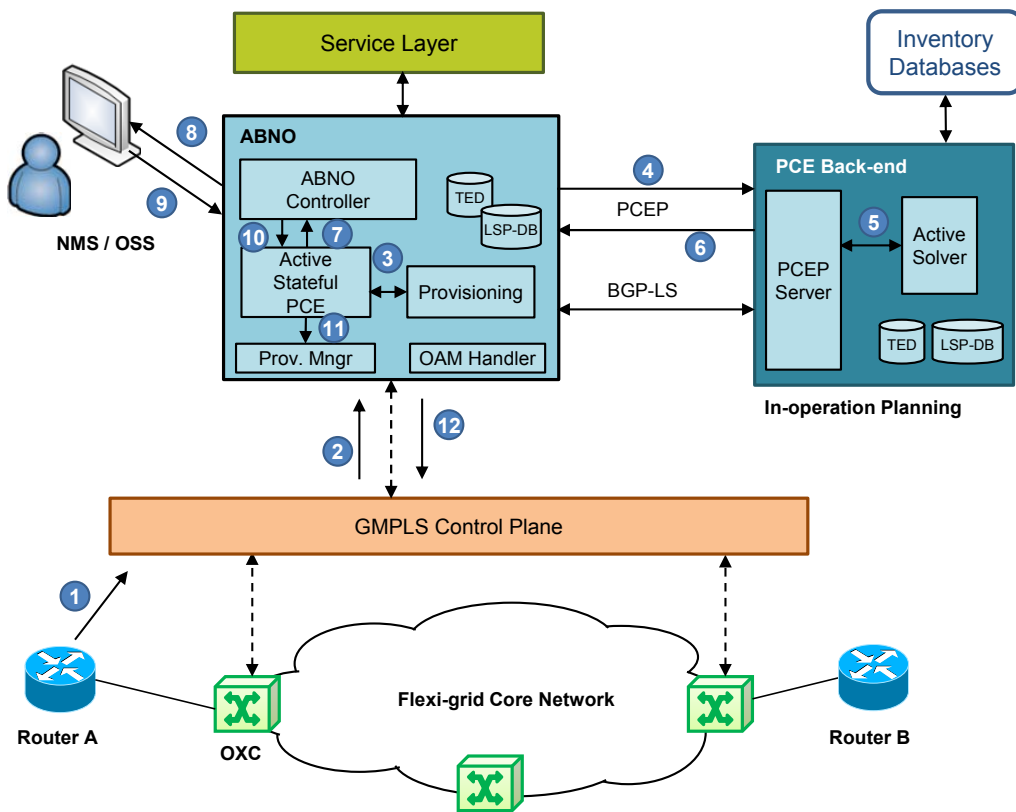 Service Layer
Inventory
Databases
8
ABNO
ABNO
Controller
TED
LSP-DB
4
PCEP
6
BGP-LS
PCE Back-end
PCEP
Server
5
Active
Solver
TED
LSP-DB
9
NMS / OSS
10
7
Active
Stateful
PCE
3
Provisioning
11
Prov. Mngr
OAM Handler
In-operation Planning
2
12
GMPLS Control Plane
1
Flexi-grid Core Network
Router A
OXC
Router B